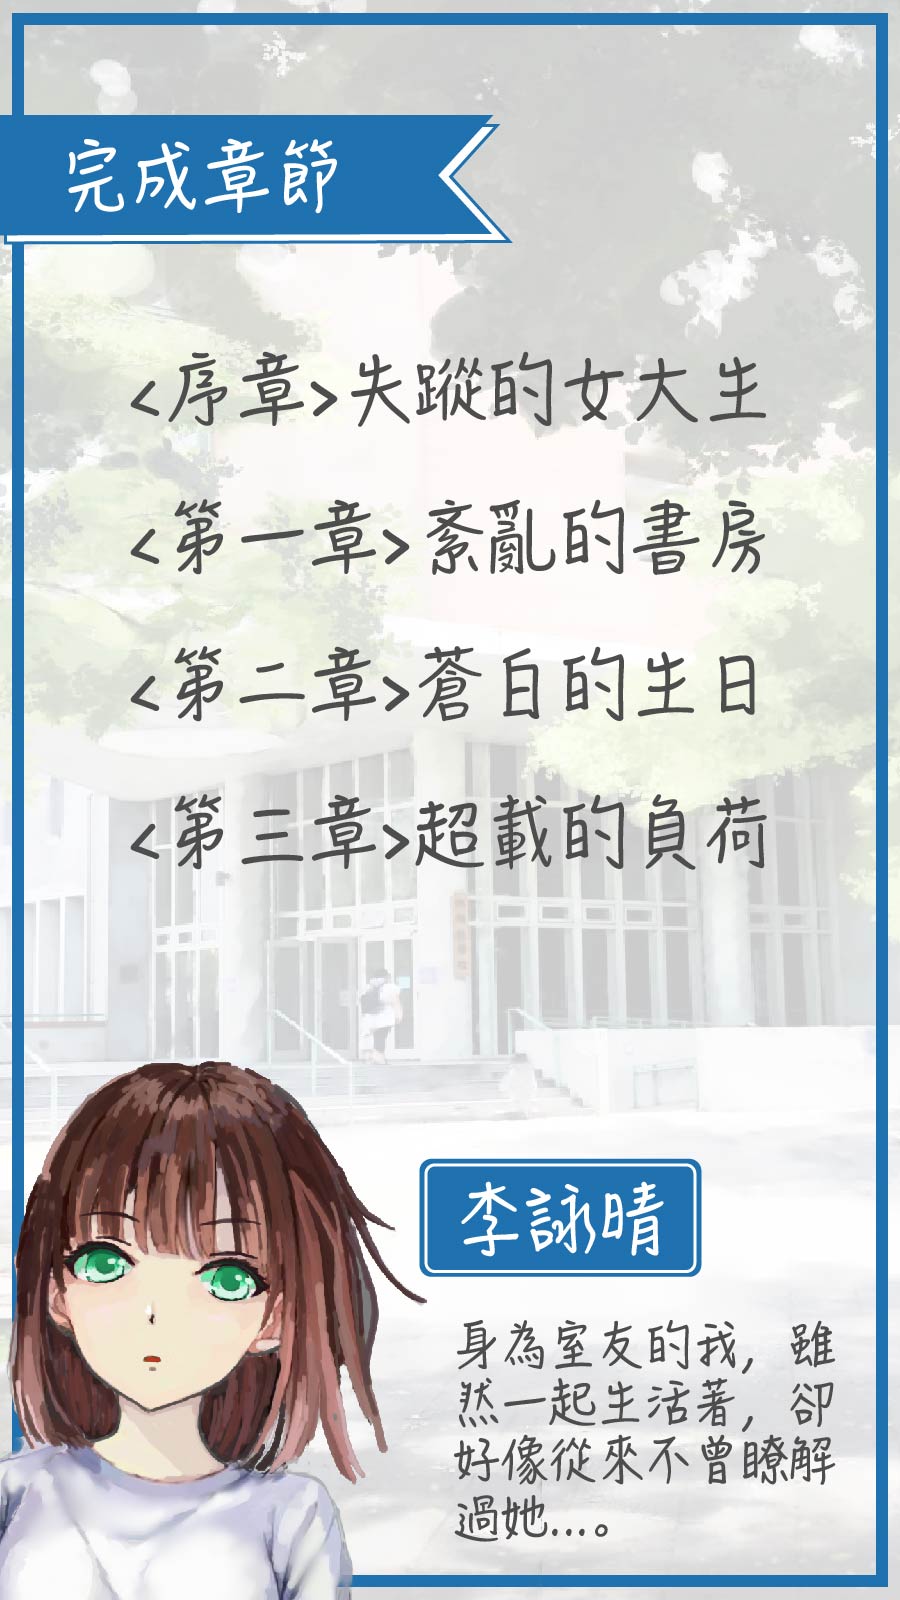 完成章節
<序章>失蹤的女大生
<第一章>紊亂的書房
<第二章>蒼白的生日
<第三章>超載的負荷
李詠晴
身為室友的我，雖
然一起生活著，卻
好像從來不曾瞭解
過她...。